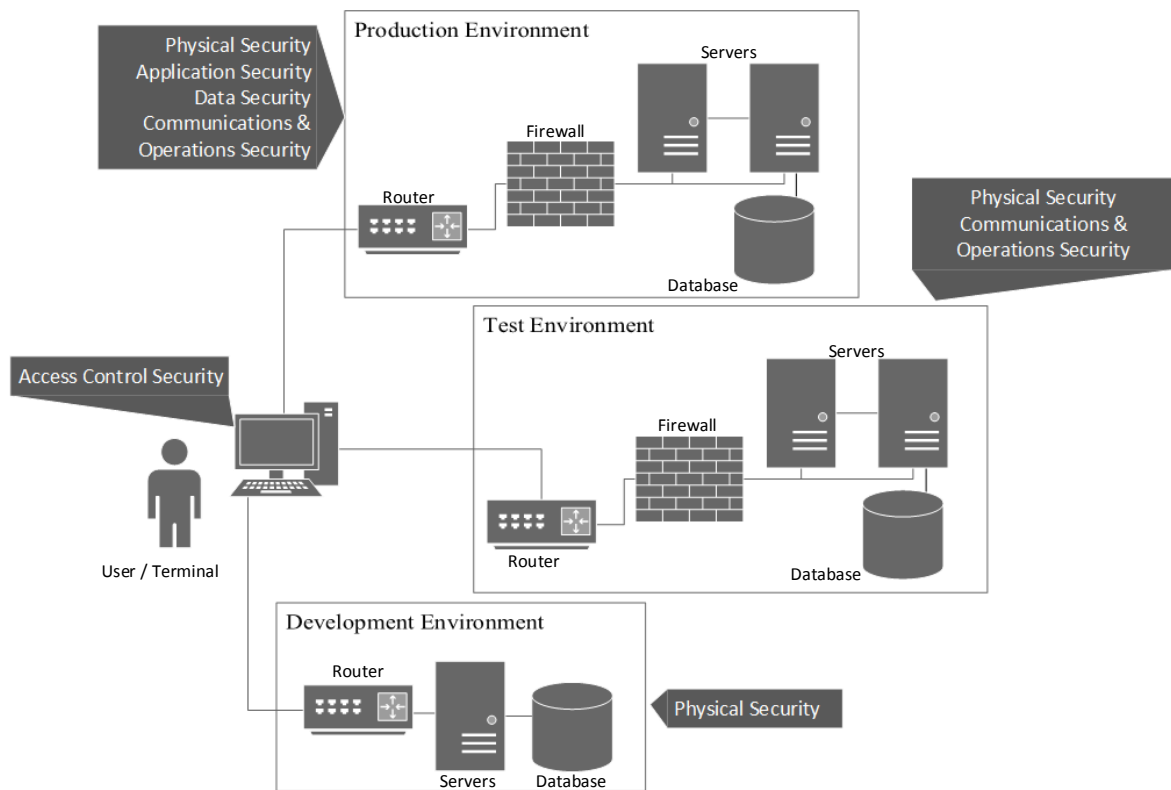 Production Environment
Physical Security
Application Security
Data Security
Communications &
Operations Security
Servers
Firewall
Router
Database
Physical Security
Communications &
Operations Security
Test Environment
Servers
Firewall
Router
Database
Access Control Security
User / Terminal
Development Environment
Router
Servers
Database
Physical Security